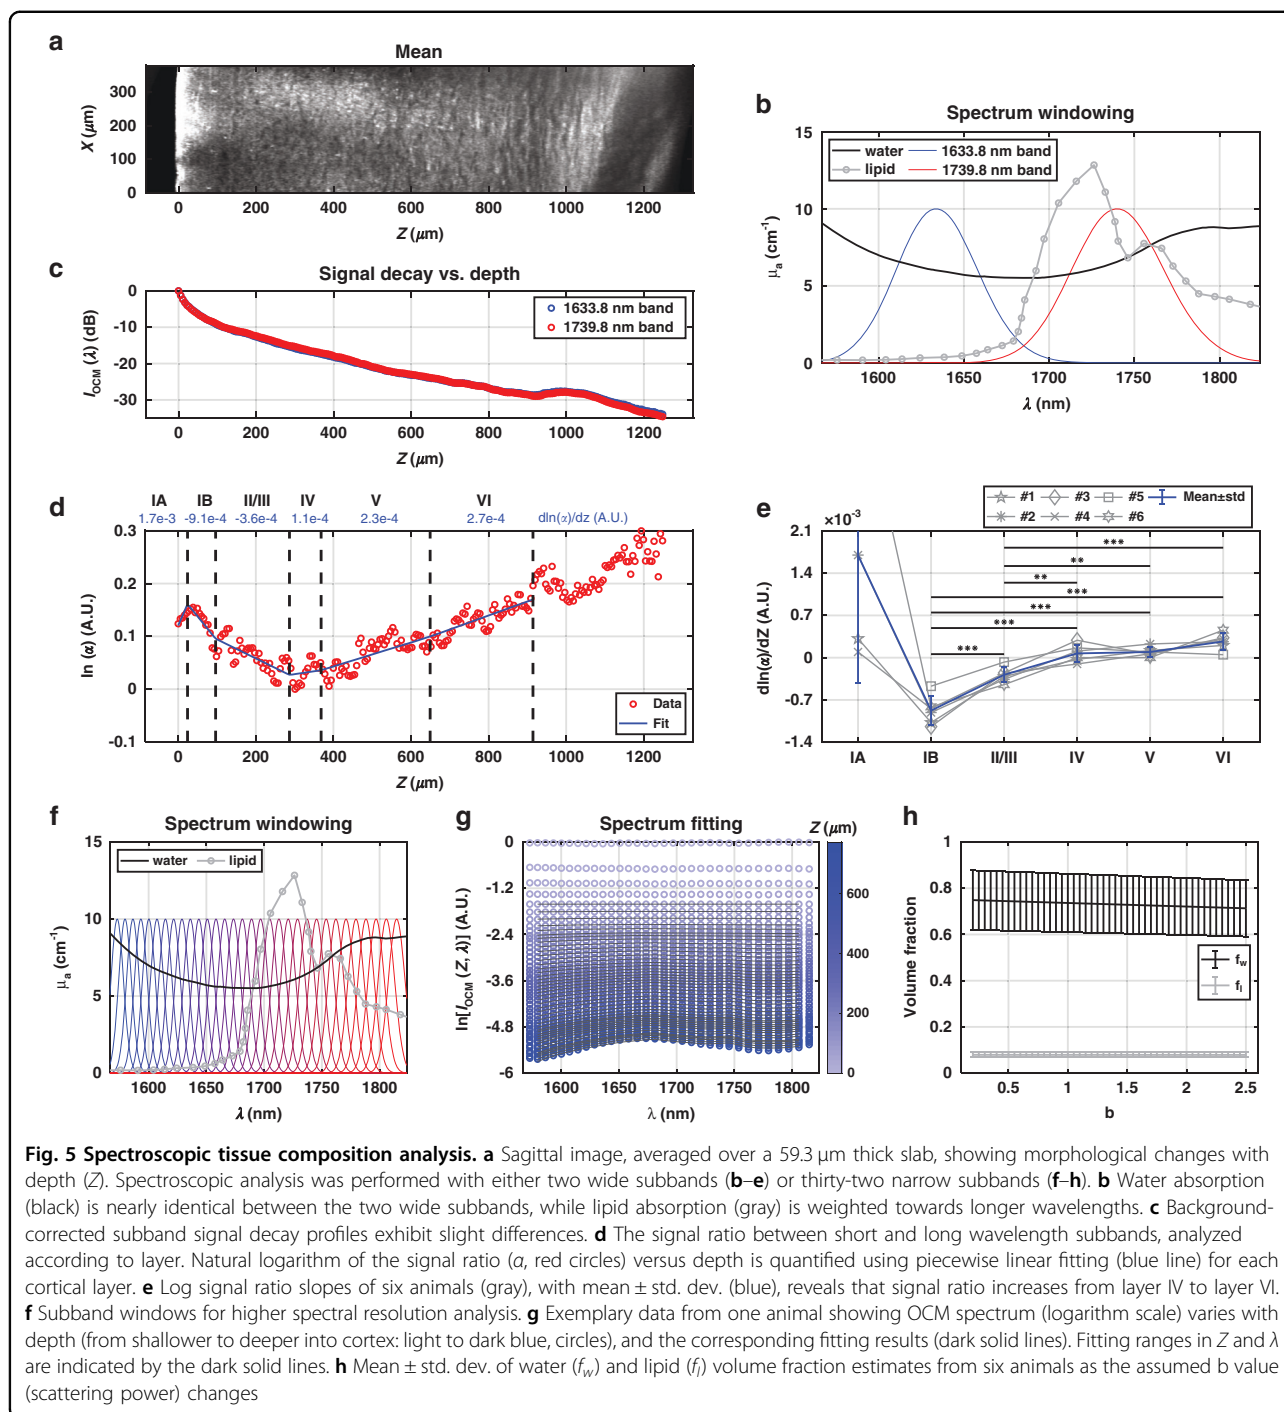 a
Mean
X (μm)
300
200
100
0
0 200 400 600 800 1000 1200
Z (μm)
b
Spectrum windowing
15
10
5
0
μa (cm-1)
water 1633.8 nm band
lipid 1739.8 nm band
1600 1650 1700 1750 1800
λ (nm)
c
Signal decay vs. depth
0
-10
-20
-30
IOCM (λ) (dB)
1633.8 nm band
1739.8 nm band
0 200 400 600 800 1000 1200
Z (μm)
d
IA IB II/III IV V VI
1.7e-3 -9.1e-4 -3.6e-4 1.1e-4 2.3e-4 2.7e-4 dln(α)/dz (A.U.)
0.3
0.2
0.1
0
-0.1
ln (α) (A.U.)
Data
Fit
0 200 400 600 800 1000 1200
Z (μm)
e
#1 #3 #5 Mean±std
#2 #4 #6
×10-3
2.1
1.4
0.7
0
-0.7
-1.4
dln(α)/dZ (A.U.)
***
**
**
***
***
***
***
IA IB II/III IV V VI
f
Spectrum windowing
15
10
5
0
μa (cm-1)
water lipid
1600 1650 1700 1750 1800
λ (nm)
g
Spectrum fitting
Z (μm)
0
-1.2
-2.4
-3.6
-4.8
-6
ln[IOCM (Z, λ)] (A.U.)
600
400
200
0
1600 1650 1700 1750 1800
λ (nm)
h
1
0.8
0.6
0.4
0.2
0
Volume fraction
fw
fl
0.5 1 1.5 2 2.5
b
Fig. 5 Spectroscopic tissue composition analysis. a Sagittal image, averaged over a 59.3 μm thick slab, showing morphological changes with
depth (Z). Spectroscopic analysis was performed with either two wide subbands (b–e) or thirty-two narrow subbands (f–h). b Water absorption
(black) is nearly identical between the two wide subbands, while lipid absorption (gray) is weighted towards longer wavelengths. c Background-
corrected subband signal decay profiles exhibit slight differences. d The signal ratio between short and long wavelength subbands, analyzed
according to layer. Natural logarithm of the signal ratio (α, red circles) versus depth is quantified using piecewise linear fitting (blue line) for each
cortical layer. e Log signal ratio slopes of six animals (gray), with mean ± std. dev. (blue), reveals that signal ratio increases from layer IV to layer VI.
f Subband windows for higher spectral resolution analysis. g Exemplary data from one animal showing OCM spectrum (logarithm scale) varies with
depth (from shallower to deeper into cortex: light to dark blue, circles), and the corresponding fitting results (dark solid lines). Fitting ranges in Z and λ
are indicated by the dark solid lines. h Mean ± std. dev. of water (fw) and lipid (fl) volume fraction estimates from six animals as the assumed b value
(scattering power) changes